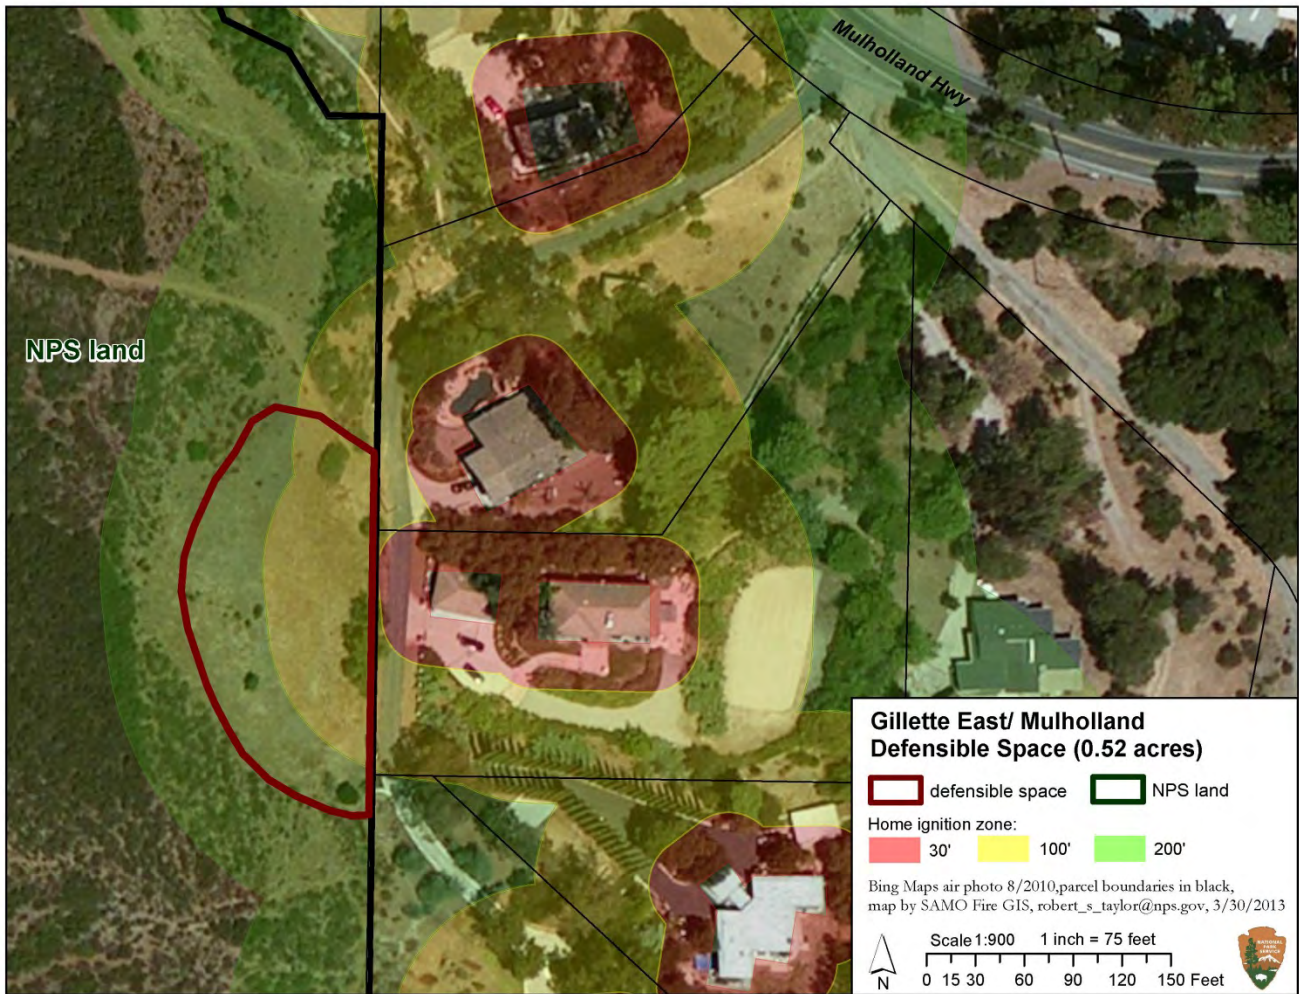 Mulholland Hwy
NPS land
Gillette East/ Mulholland
Defensible Space (0.52 acres)
defensible space
NPS land
Home ignition zone:
30'
100'
200'
Bing Maps air photo 8/2010,parcel boundaries in black,
map by SAMO Fire GIS, robert_s_taylor@nps.gov, 3/30/2013
Scale 1:900 1 inch = 75 feet
N
0 15 30 60 90 120 150 Feet
NATIONAL
PARK
SERVICE